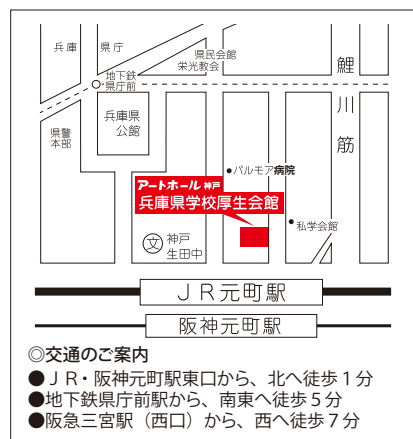 兵庫県庁
県民会館
栄光教会
地下鉄
県庁前
鯉川筋
兵庫県
公館
県警
本部
パルモア病院
アートホール神戸
兵庫県学校厚生会館
私学会館
文
神戸
生田中
ＪＲ元町駅
阪神元町駅
◎交通のご案内
●ＪＲ・阪神元町駅東口から、北へ徒歩１分
●地下鉄県庁前駅から、南東へ徒歩５分
●阪急三宮駅（西口）から、西へ徒歩７分